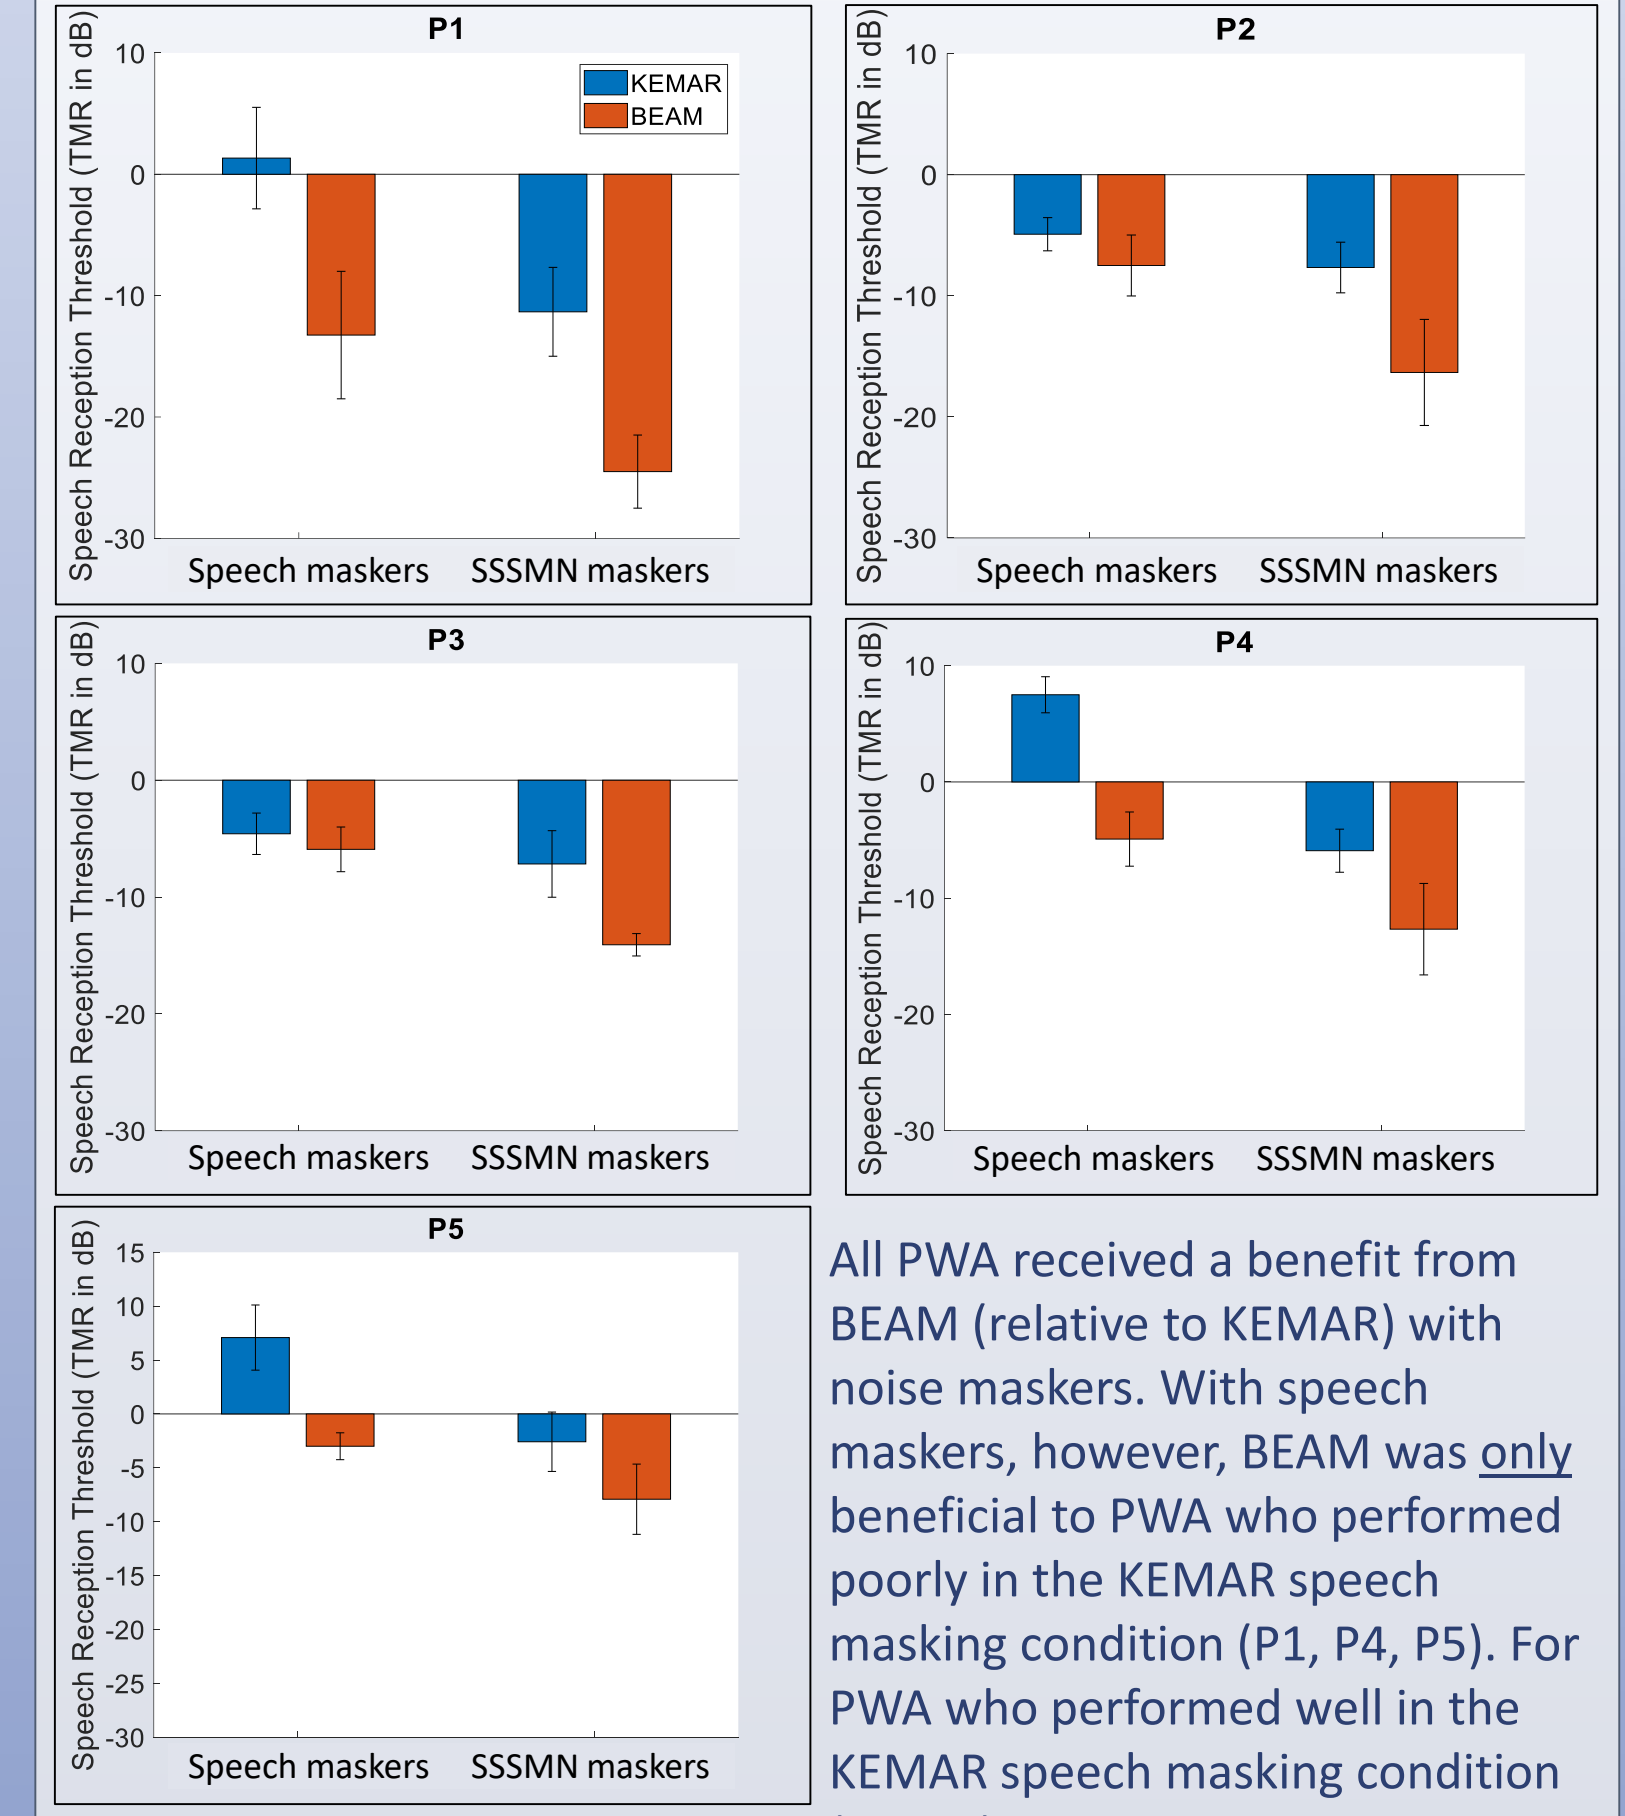 P1
Speech Reception Threshold (TMR in dB)
10
0
-10
-20
-30
KEMAR
BEAM
Speech maskers
SSSMN maskers
P2
Speech Reception Threshold (TMR in dB)
10
0
-10
-20
-30
Speech maskers
SSSMN maskers
P3
Speech Reception Threshold (TMR in dB)
10
0
-10
-20
-30
Speech maskers
SSSMN maskers
P4
Speech Reception Threshold (TMR in dB)
10
0
-10
-20
-30
Speech maskers
SSSMN maskers
P5
Speech Reception Threshold (TMR in dB)
15
10
5
0
-5
-10
-15
-20
-25
-30
Speech maskers
SSSMN maskers
All PWA received a benefit from
BEAM (relative to KEMAR) with
noise maskers. With speech
maskers, however, BEAM was only
beneficial to PWA who performed
poorly in the KEMAR speech
masking condition (P1, P4, P5). For
PWA who performed well in the
KEMAR speech masking condition